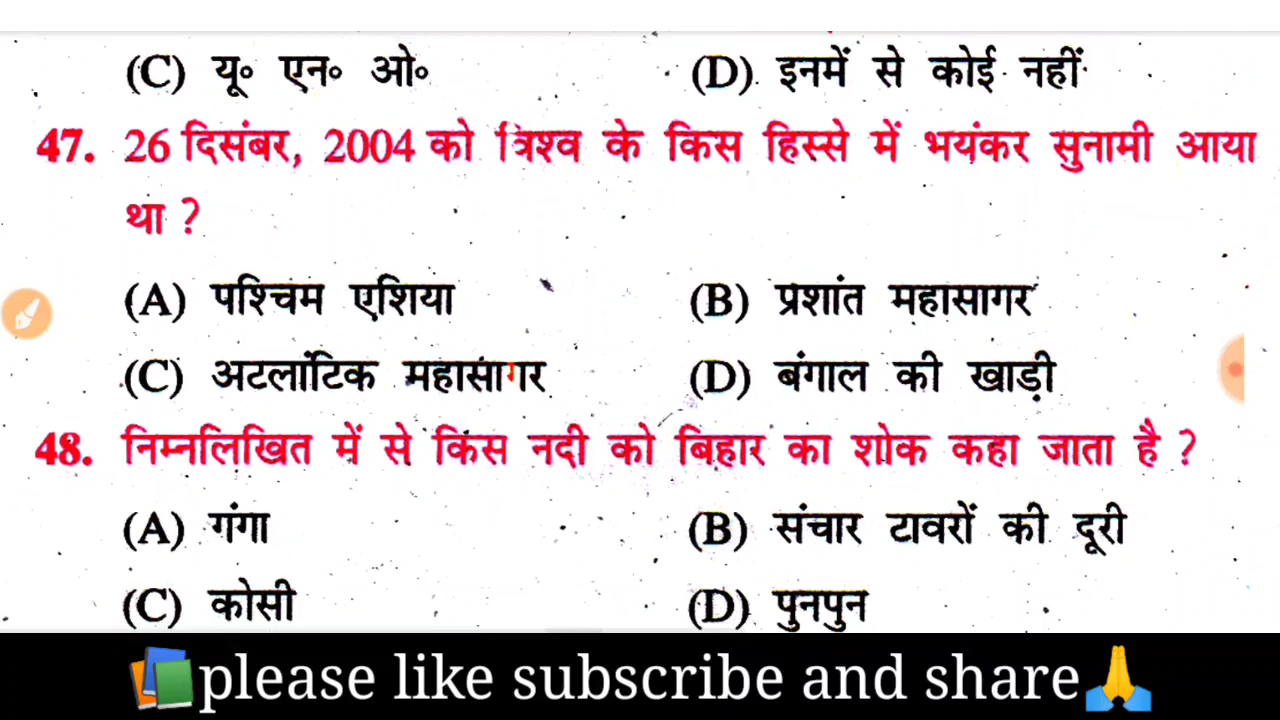 (C) यू॰ एन॰ ओ॰ (D) इनमें से कोई नहीं
47. 26 दिसंबर, 2004 को विश्व के किस हिस्से में भयंकर सुनामी आया
था ?
(A) पश्चिम एशिया (B) प्रशांत महासागर
(C) अटलांटिक महासागर (D) बंगाल की खाड़ी
48. निम्नलिखित में से किस नदी को बिहार का शोक कहा जाता है ?
(A) गंगा (B) संचार टावरों की दूरी
(C) कोसी (D) पुनपुन
please like subscribe and share